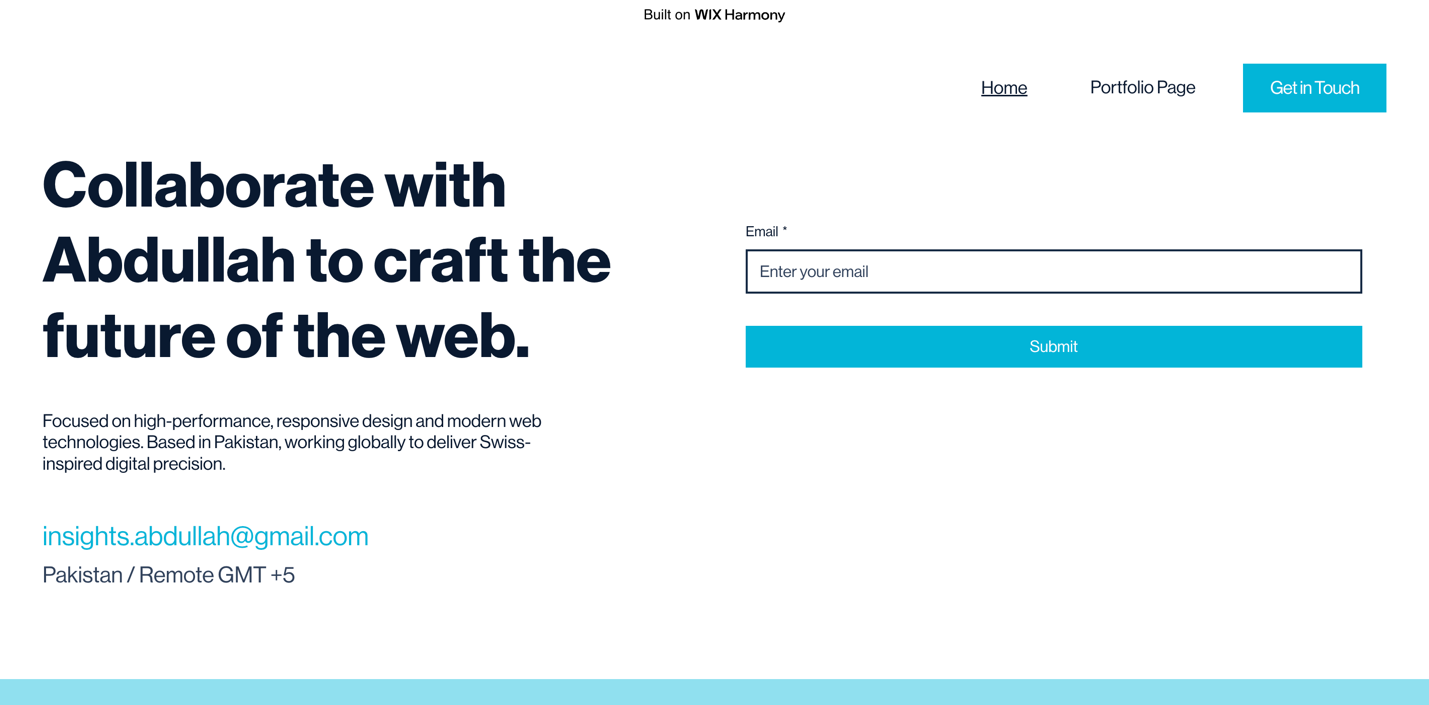 Built on WIX Harmony
Home
Portfolio Page
Get in Touch
Collaborate with
Abdullah to craft the
future of the web.
Focused on high-performance, responsive design and modern web
technologies. Based in Pakistan, working globally to deliver Swiss-
inspired digital precision.
insights.abdullah@gmail.com
Pakistan / Remote GMT +5
Email *
Enter your email
Submit